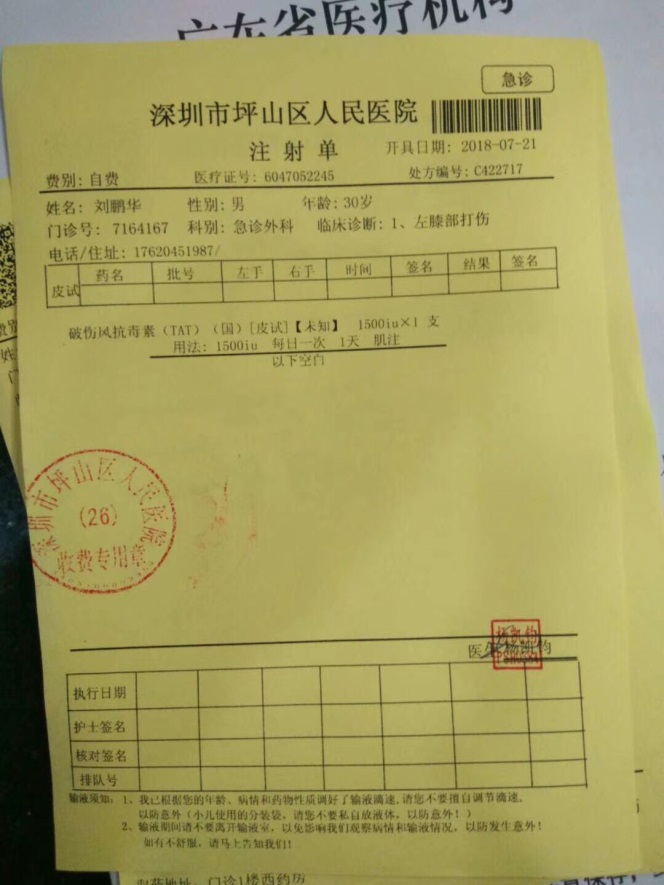 广东省医疗机构
急诊
深圳市坪山区人民医院
注射单
开具日期: 2018-07-21
费别: 自费 医疗证号: 6047052245 处方编号: C422717
姓名: 刘鹏华 性别: 男 年龄: 30岁
门诊号: 7164167 科别: 急诊外科 临床诊断: 1、左膝部打伤
电话/住址: 17620451987/
皮试 药名 批号 左手 右手 时间 签名 结果 签名
破伤风抗毒素(TAT)(国)[皮试]【未知】 1500iu×1 支
用法: 1500iu 每日一次 1天 肌注
以下空白
深圳市坪山区人民医院
(26)
收费专用章
杨凯钧
医生 杨凯钧
执行日期
护士签名
核对签名
排队号
输液须知: 1、我已根据您的年龄、病情和药物性质调好了输液滴速,请您不要擅自调节滴速,
以防意外(小儿使用的分装袋,请您不要私自放液体,以防意外!)
2、输液期间请不要离开输液室,以免影响我们观察病情和输液情况,以防发生意外!
如有不舒服,请马上告知我们!
门诊1楼西药房